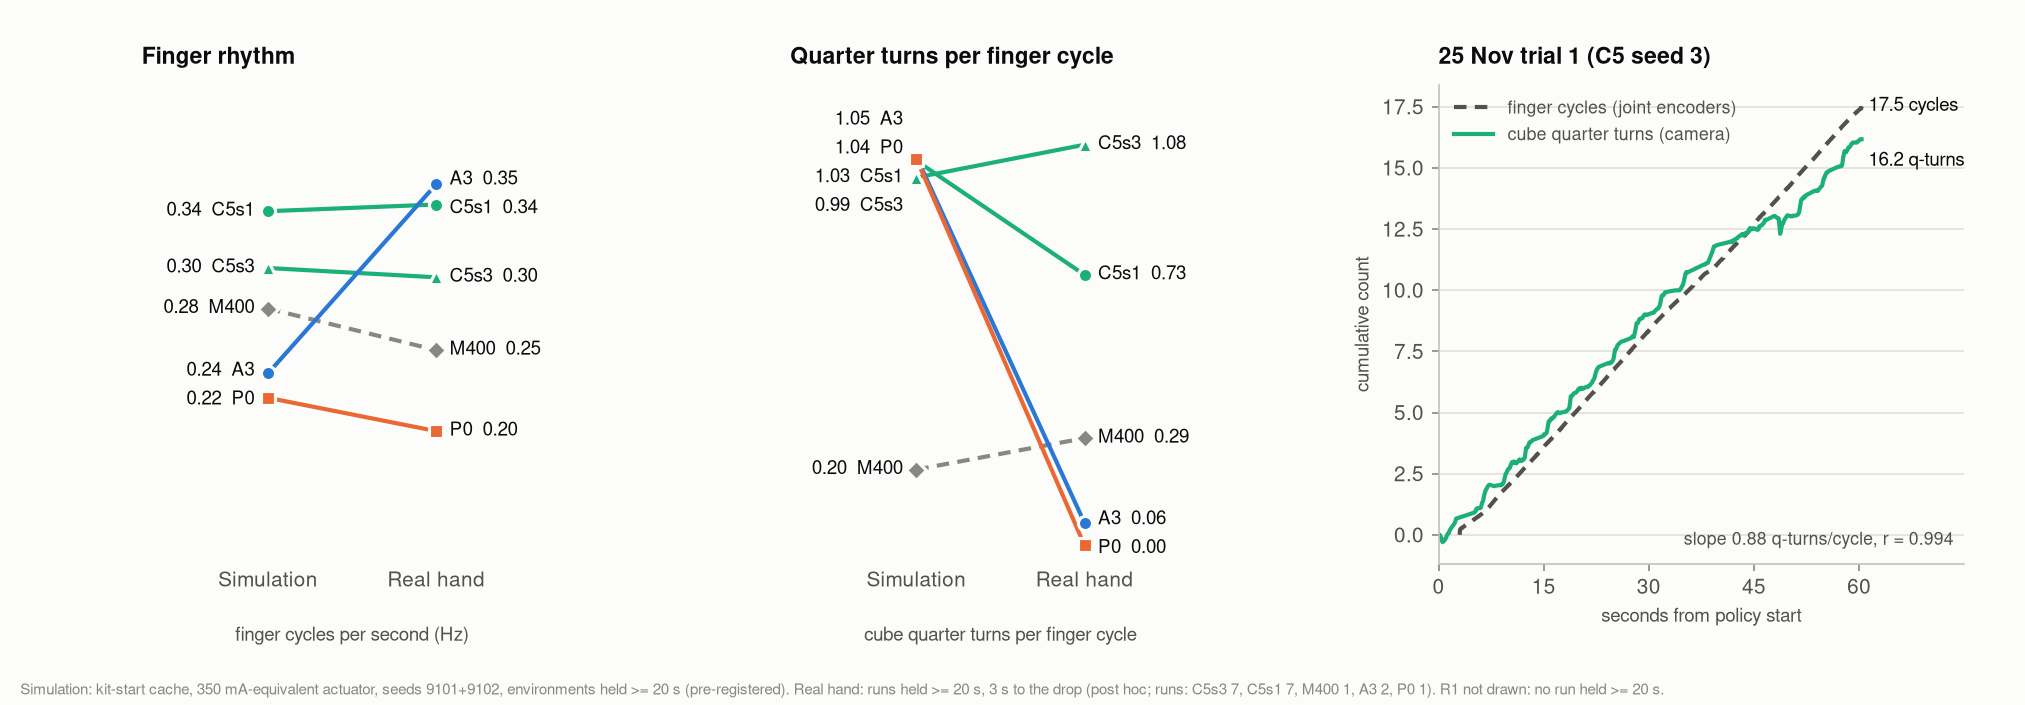 Finger rhythm
0.34 C5s1
0.30 C5s3
0.28 M400
0.24 A3
0.22 P0
A3 0.35
C5s1 0.34
C5s3 0.30
M400 0.25
P0 0.20
Simulation
Real hand
finger cycles per second (Hz)
Quarter turns per finger cycle
1.05 A3
1.04 P0
1.03 C5s1
0.99 C5s3
0.20 M400
C5s3 1.08
C5s1 0.73
M400 0.29
A3 0.06
P0 0.00
Simulation
Real hand
cube quarter turns per finger cycle
25 Nov trial 1 (C5 seed 3)
finger cycles (joint encoders)
cube quarter turns (camera)
17.5 cycles
16.2 q-turns
slope 0.88 q-turns/cycle, r = 0.994
cumulative count
17.5
15.0
12.5
10.0
7.5
5.0
2.5
0.0
0
15
30
45
60
seconds from policy start
Simulation: kit-start cache, 350 mA-equivalent actuator, seeds 9101+9102, environments held >= 20 s (pre-registered). Real hand: runs held >= 20 s, 3 s to the drop (post hoc; runs: C5s3 7, C5s1 7, M400 1, A3 2, P0 1). R1 not drawn: no run held >= 20 s.